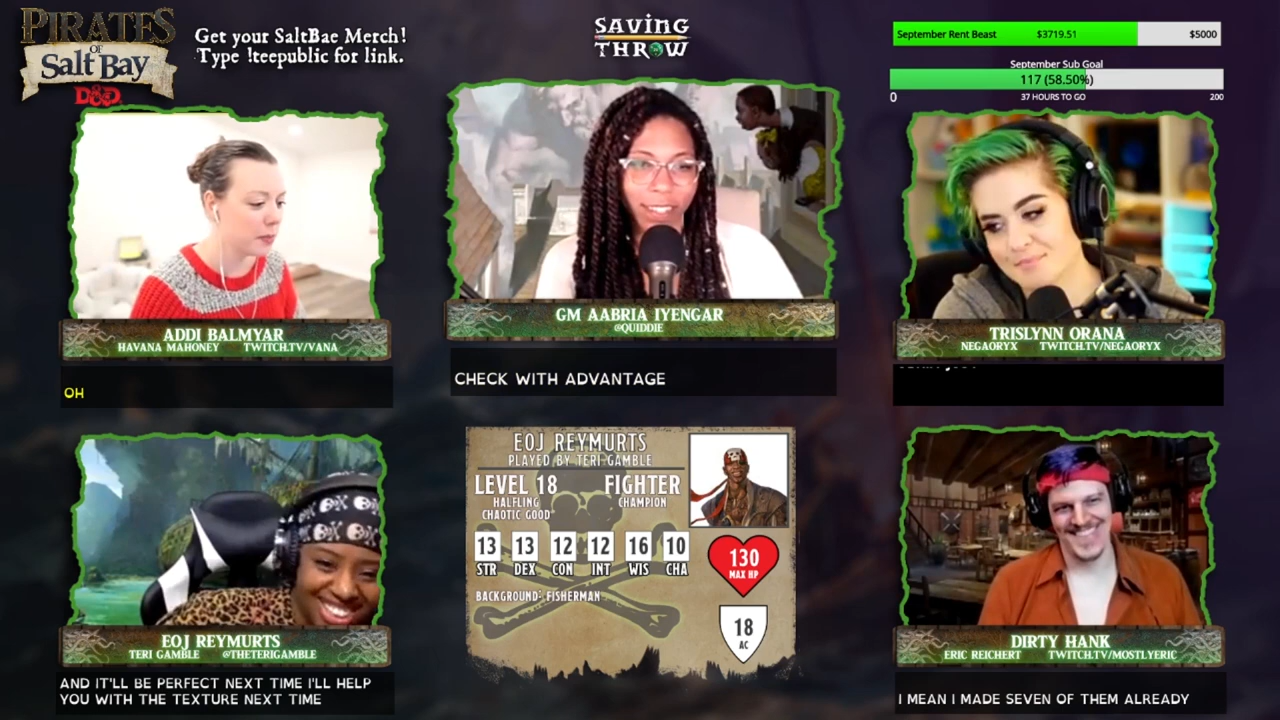 PIRATES
OF
Salt Bay
D&D
Get your SaltBae Merch!
Type !teepublic for link.
SAVING
THROW
September Rent Beast $3719.51 $5000
September Sub Goal
117 (58.50%)
0 37 HOURS TO GO 200
ADDI BALMYAR
HAVANA MAHONEY TWITCH.TV/VANA
OH
GM AABRIA IYENGAR
@QUIDDIE
CHECK WITH ADVANTAGE
TRISLYNN ORANA
NEGAORYX TWITCH.TV/NEGAORYX
EOJ REYMURTS
TERI GAMBLE @THETERIGAMBLE
AND IT'LL BE PERFECT NEXT TIME I'LL HELP
YOU WITH THE TEXTURE NEXT TIME
EOJ REYMURTS
PLAYED BY TERI GAMBLE
LEVEL 18 FIGHTER
HALFLING CHAMPION
CHAOTIC GOOD
13 13 12 12 16 10
STR DEX CON INT WIS CHA
BACKGROUND: FISHERMAN
130
MAX HP
18
AC
DIRTY HANK
ERIC REICHERT TWITCH.TV/MOSTLYERIC
I MEAN I MADE SEVEN OF THEM ALREADY